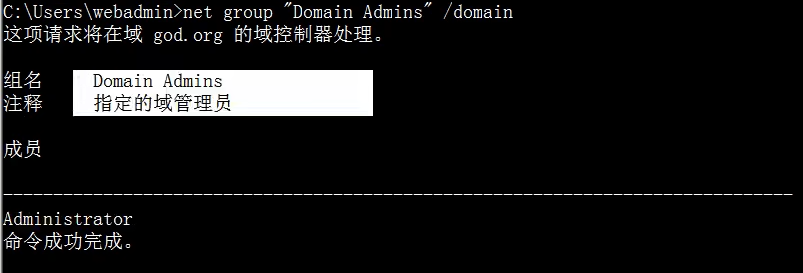 C:\Users\webadmin>net group "Domain Admins" /domain
这项请求将在域 god.org 的域控制器处理。
组名     Domain Admins
注释     指定的域管理员
成员
-------------------------------------------------------------------------------
Administrator
命令成功完成。